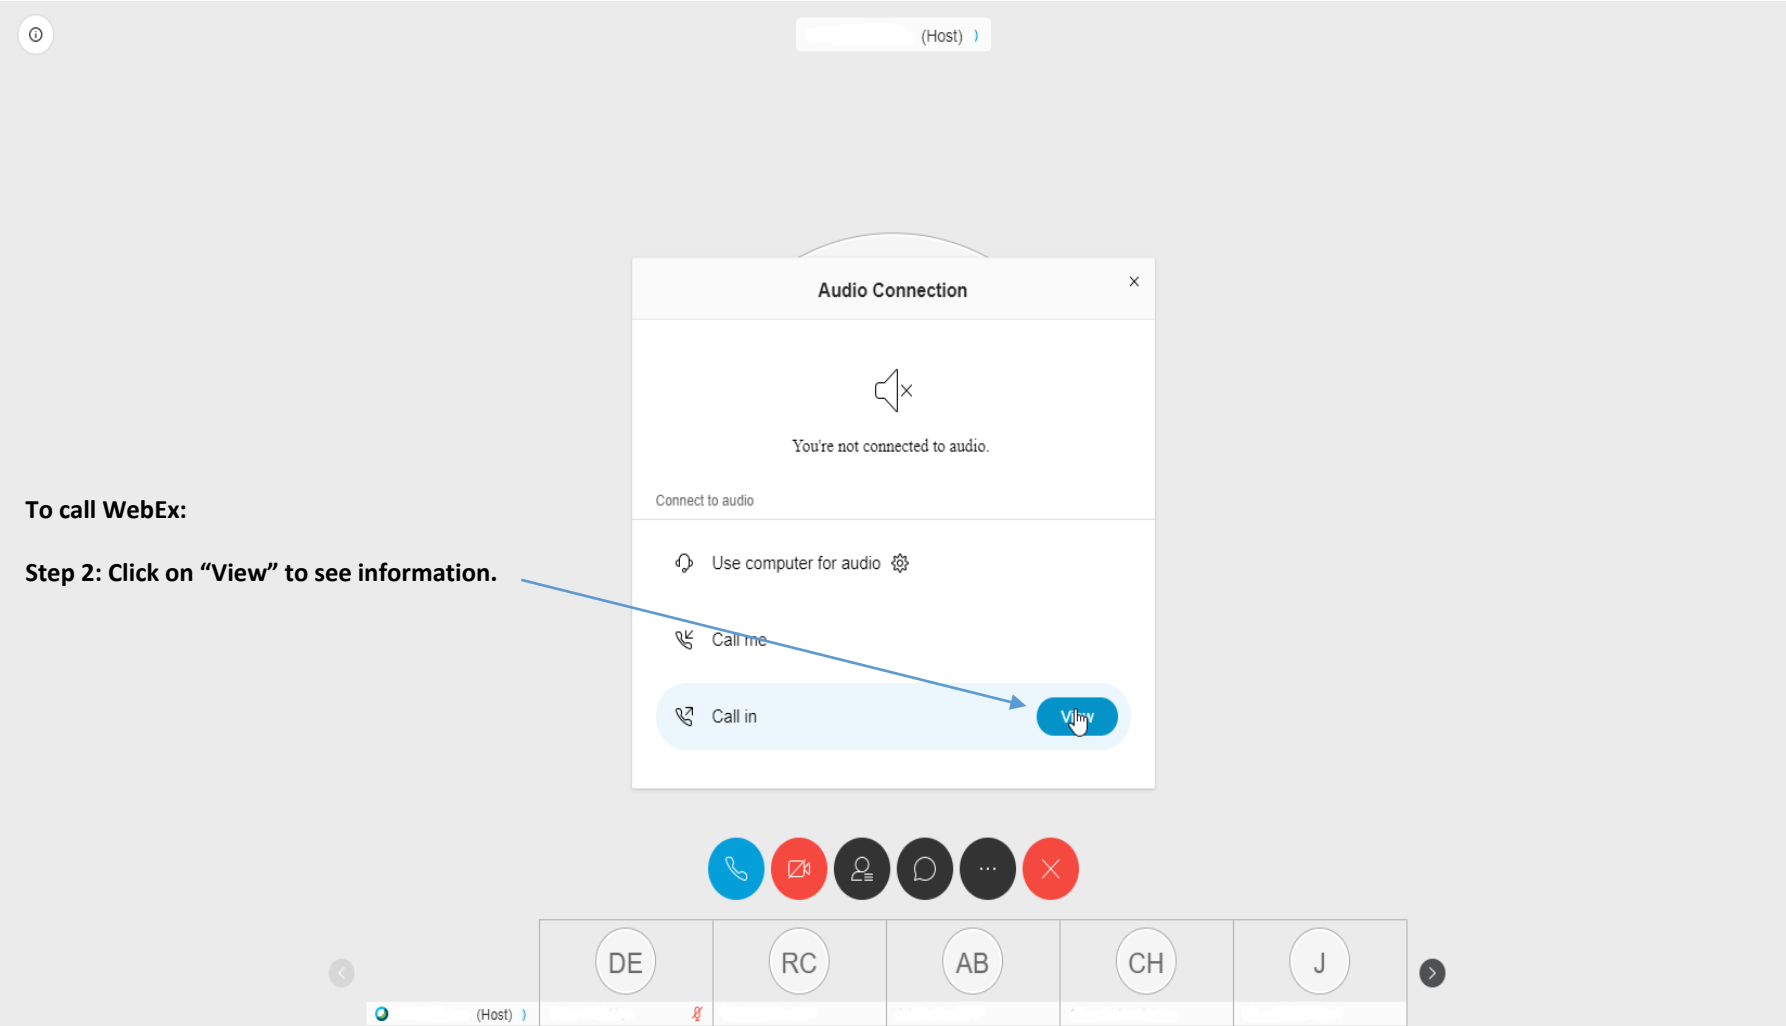 (Host)
Audio Connection
You're not connected to audio.
Connect to audio
To call WebEx:
Use computer for audio
Step 2: Click on “View” to see information.
Call me
Call in
View
DE
RC
AB
CH
J
(Host)